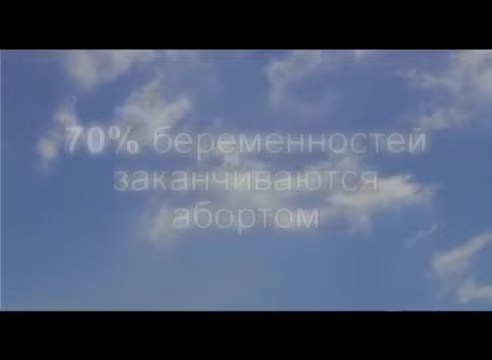 70% беременностей
заканчиваются
абортом